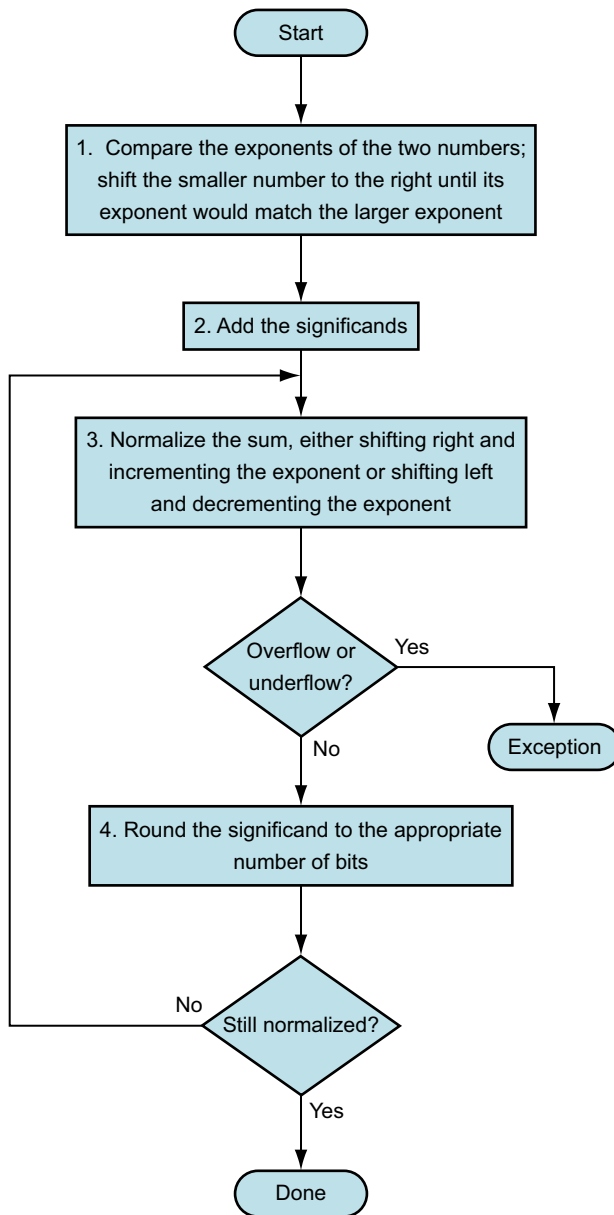 Start
1. Compare the exponents of the two numbers;
shift the smaller number to the right until its
exponent would match the larger exponent
2. Add the significands
3. Normalize the sum, either shifting right and
incrementing the exponent or shifting left
and decrementing the exponent
Overflow or
underflow?
Yes
No
Exception
4. Round the significand to the appropriate
number of bits
No
Still normalized?
Yes
Done